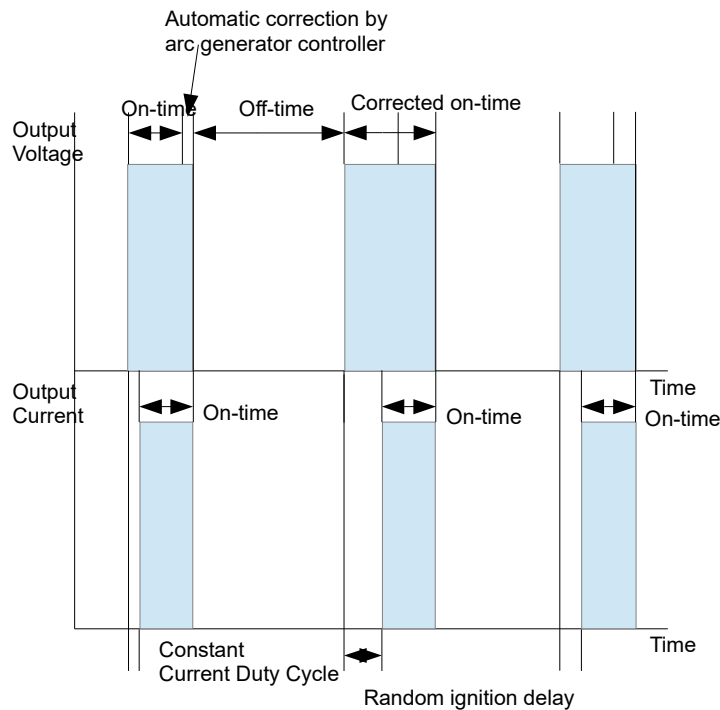 Automatic correction by
arc generator controller
On-time
Off-time
Corrected on-time
Output
Voltage
Time
Output
Current
On-time
On-time
On-time
Time
Constant
Current Duty Cycle
Random ignition delay